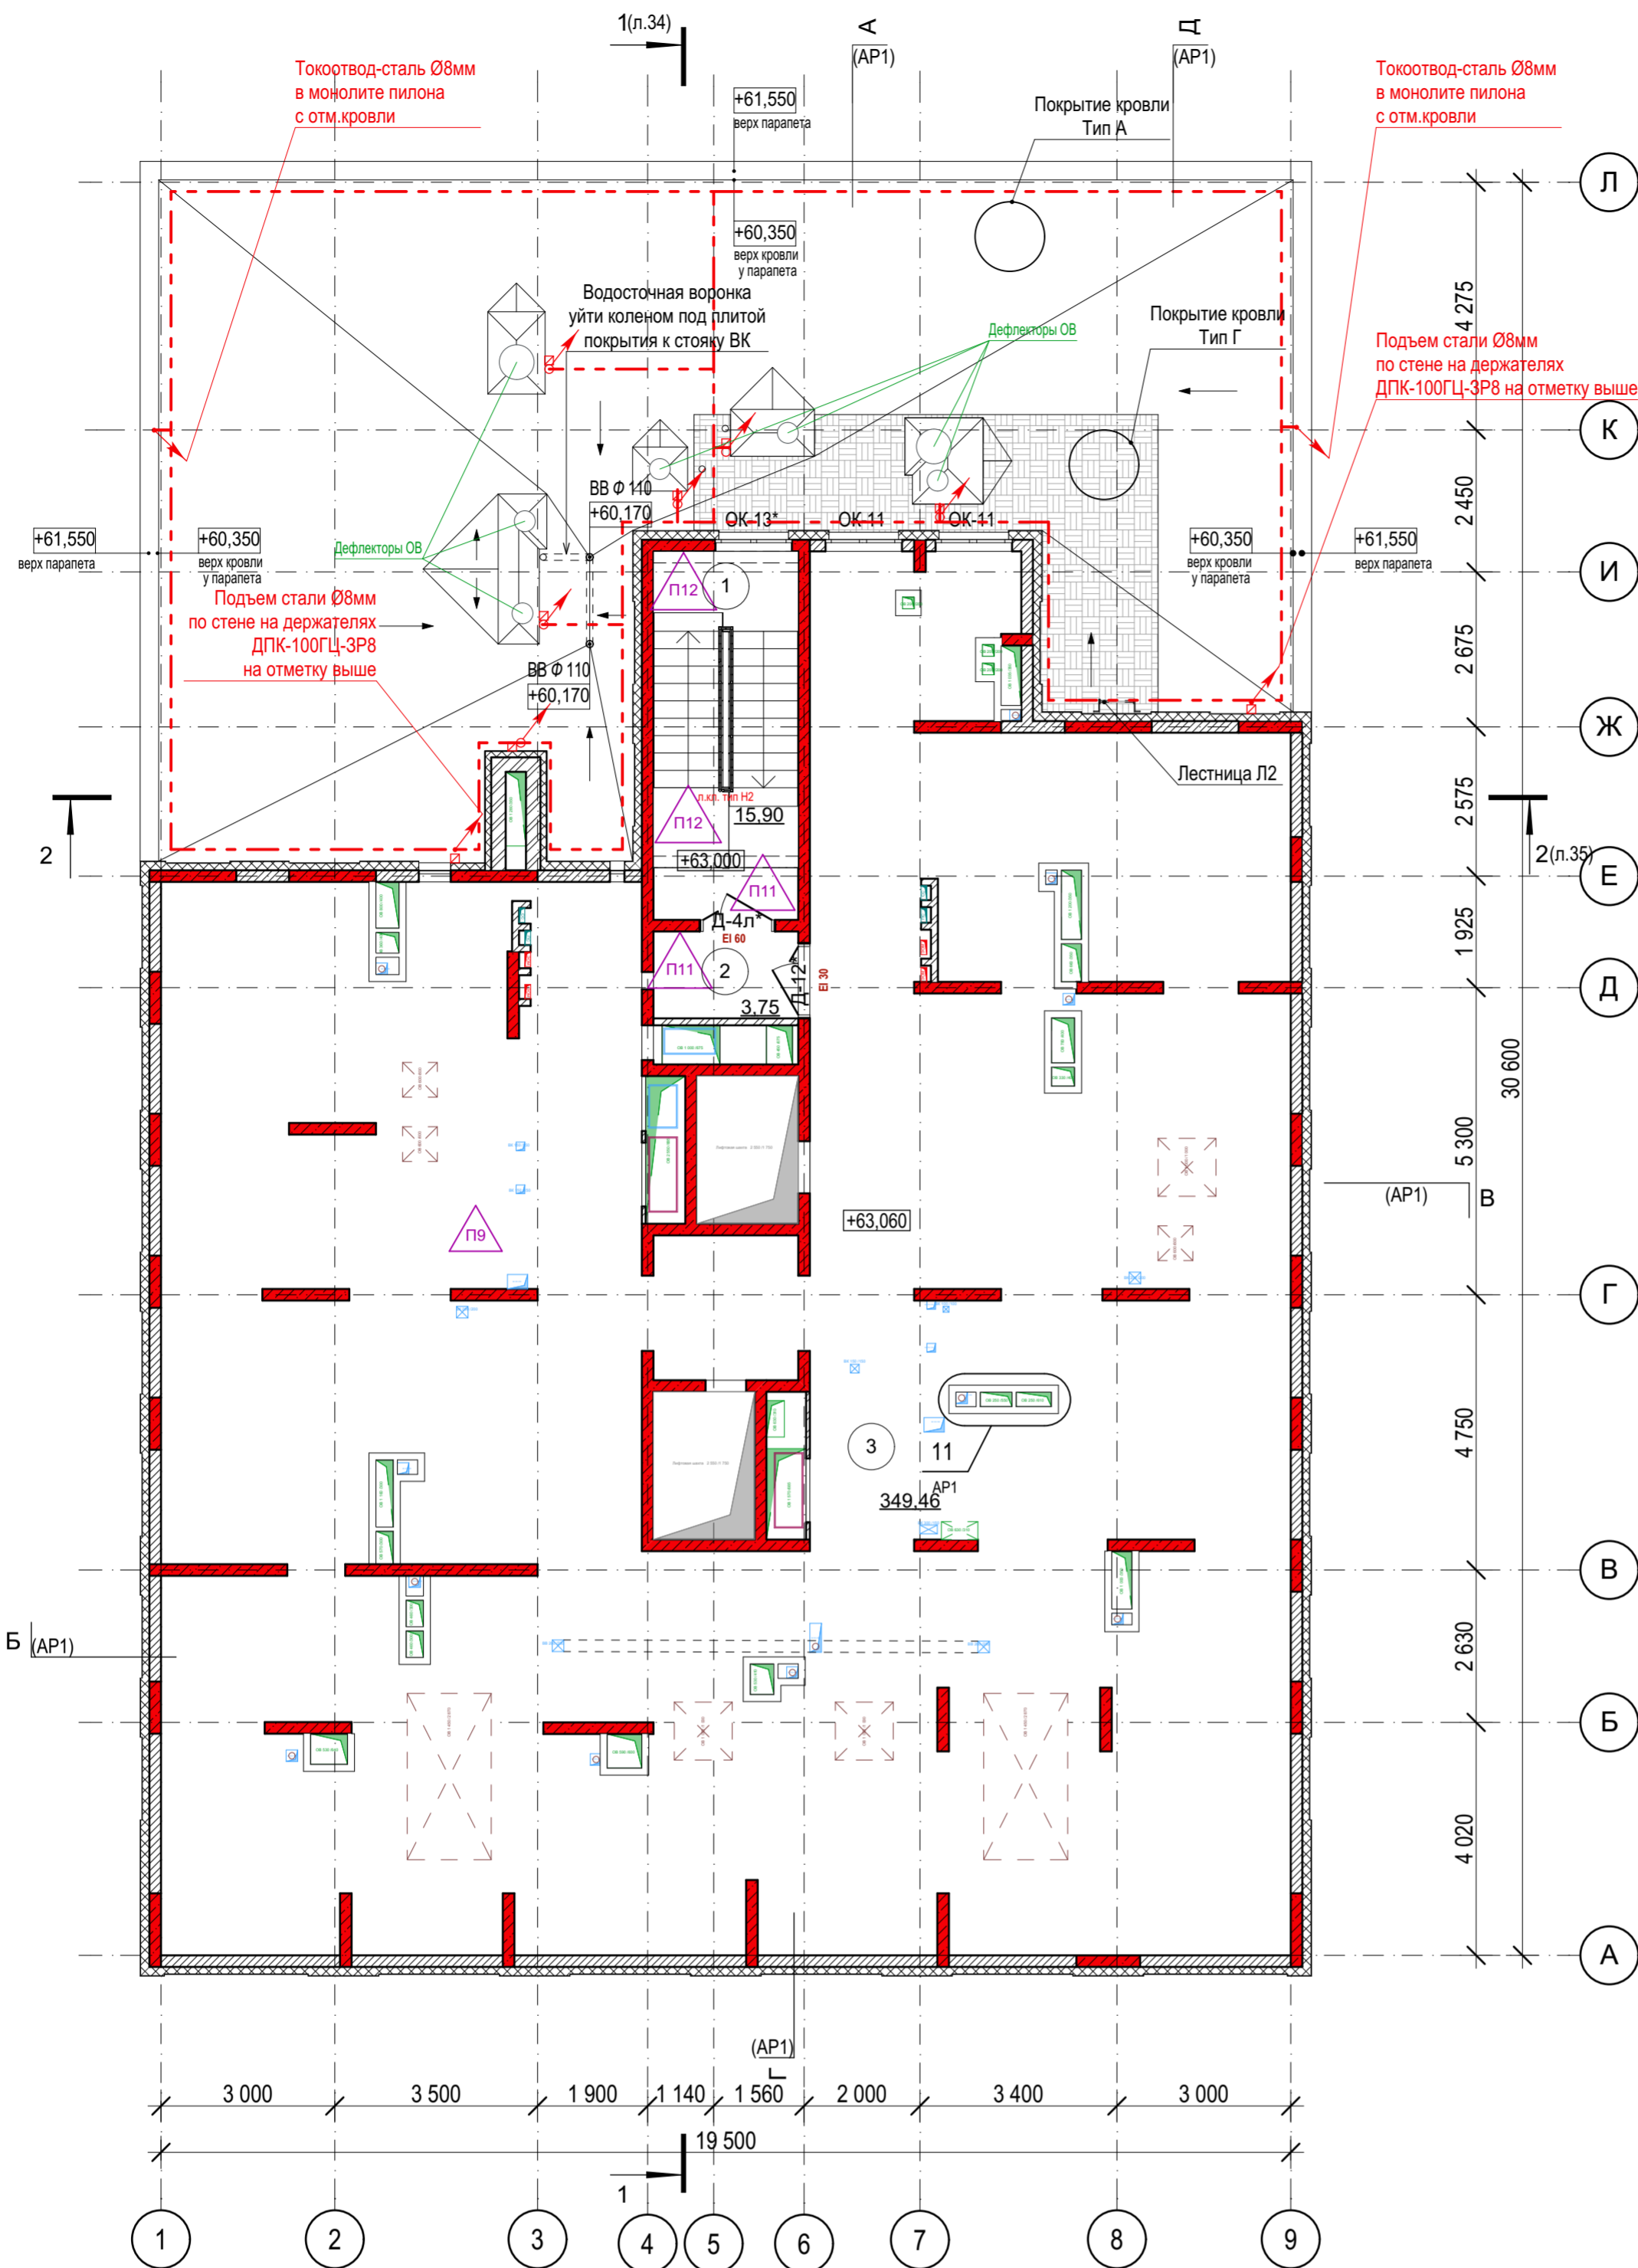 1(л.34)
А
(АР1)
Д
(АР1)
Токоотвод-сталь Ø8мм
в монолите пилона
с отм.кровли
+61,550
верх парапета
Покрытие кровли
Тип А
Токоотвод-сталь Ø8мм
в монолите пилона
с отм.кровли
Л
+60,350
верх кровли
у парапета
4 275
Водосточная воронка
уйти коленом под плитой
покрытия к стояку ВК
Дефлекторы ОВ
Покрытие кровли
Тип Г
Подъем стали Ø8мм
по стене на держателях
ДПК-100ГЦ-ЗР8 на отметку выше
К
2 450
ВВ Ф 110
+60,170
ОК-13*
ОК-11
ОК-11
+61,550
верх парапета
+60,350
верх кровли
у парапета
Дефлекторы ОВ
+60,350
верх кровли
у парапета
+61,550
верх парапета
И
Подъем стали Ø8мм
по стене на держателях
ДПК-100ГЦ-ЗР8
на отметку выше
П12
1
2 675
ВВ Ф 110
+60,170
Ж
Лестница Л2
2 575
л.кл. тип Н2
15,90
П12
2
2(л.35)
+63,000
П11
Е
Д-4л*
EI 60
1 925
П11
2
Д-12*
EI 30
3,75
Д
30 600
5 300
(АР1)
В
+63,060
П9
Г
4 750
3
11
АР1
349,46
В
Б
(АР1)
2 630
Б
4 020
А
(АР1)
Г
3 000
3 500
1 900
1 140
1 560
2 000
3 400
3 000
19 500
1
1
2
3
4
5
6
7
8
9